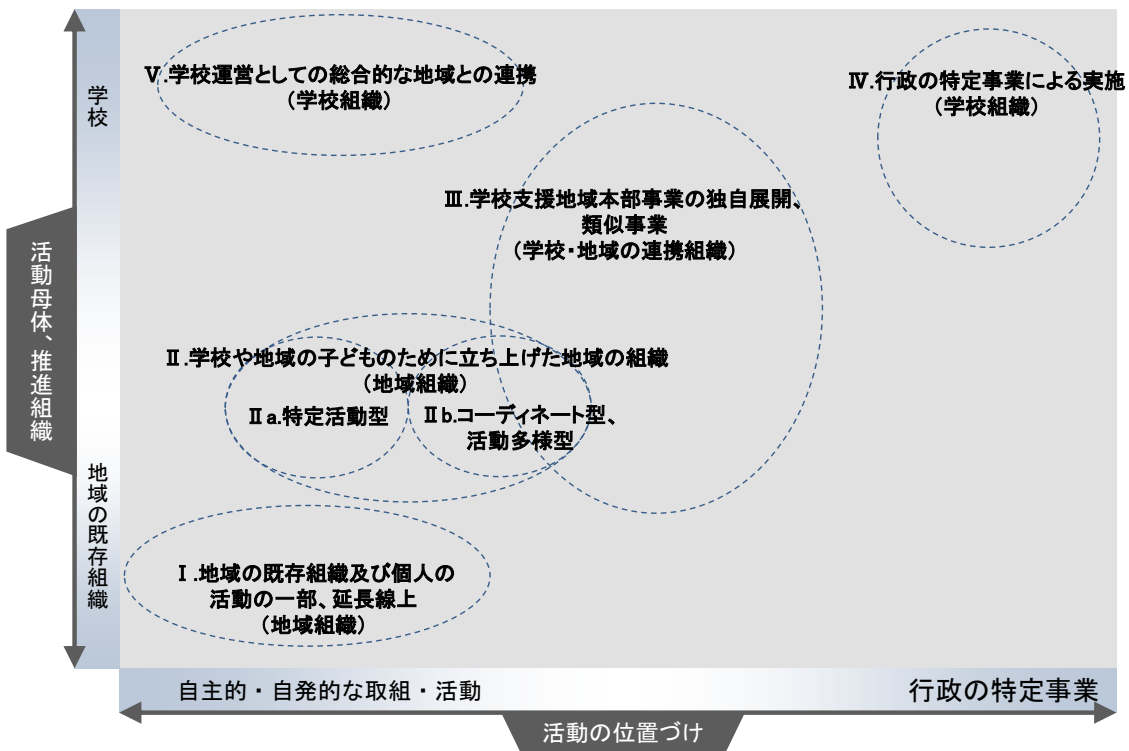 Ⅴ.学校運営としての総合的な地域との連携
(学校組織)
Ⅳ.行政の特定事業による実施
(学校組織)
学校
Ⅲ.学校支援地域本部事業の独自展開、
類似事業
(学校・地域の連携組織)
活動母体、推進組織
Ⅱ.学校や地域の子どものために立ち上げた地域の組織
(地域組織)
Ⅱa.特定活動型
Ⅱb.コーディネート型、
活動多様型
地域の既存組織
Ⅰ.地域の既存組織及び個人の
活動の一部、延長線上
(地域組織)
自主的・自発的な取組・活動
行政の特定事業
活動の位置づけ